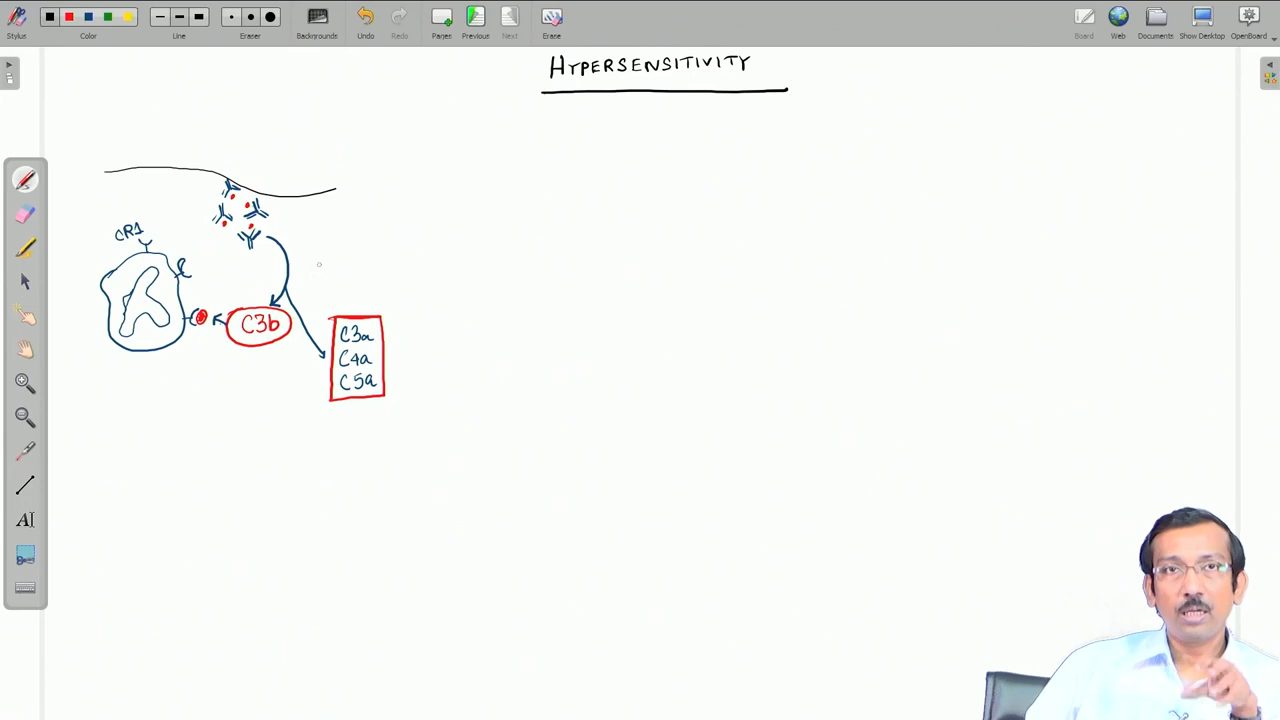 Stylus
Color
Line
Eraser
Backgrounds
Undo
Redo
Pages
Previous
Next
Erase
Board
Web
Documents
Show Desktop
OpenBoard
HYPERSENSITIVITY
CR1
C3b
C3a
C4a
C5a